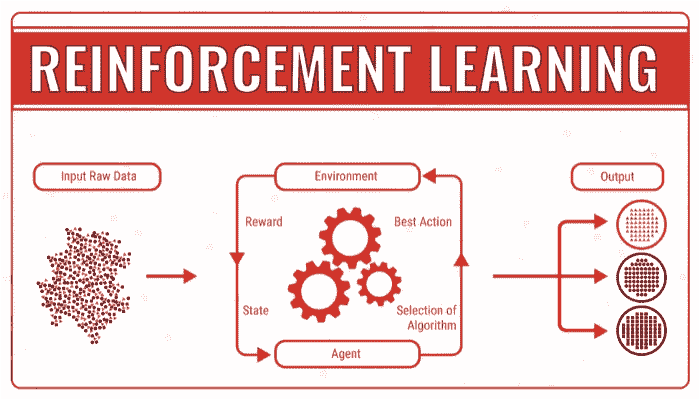 REINFORCEMENT LEARNING
Input Raw Data
Environment
Output
Reward
Best Action
State
Selection of
Algorithm
Agent